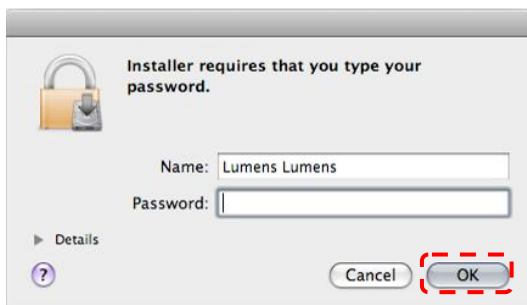 Installer requires that you type your
password.
Name: Lumens Lumens
Password:
Details
?
Cancel OK